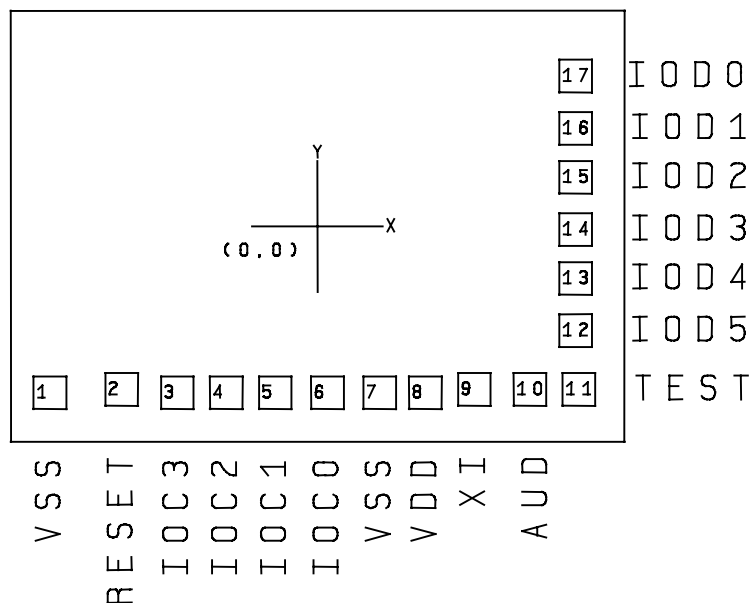 17 IOD0
16 IOD1
Y
15 IOD2
X
14 IOD3
(0,0)
13 IOD4
12 IOD5
1 2 3 4 5 6 7 8 9 10 11 TEST
VSS
RESET
IOC3
IOC2
IOC1
IOC0
VSS
VDD
XI
AUD